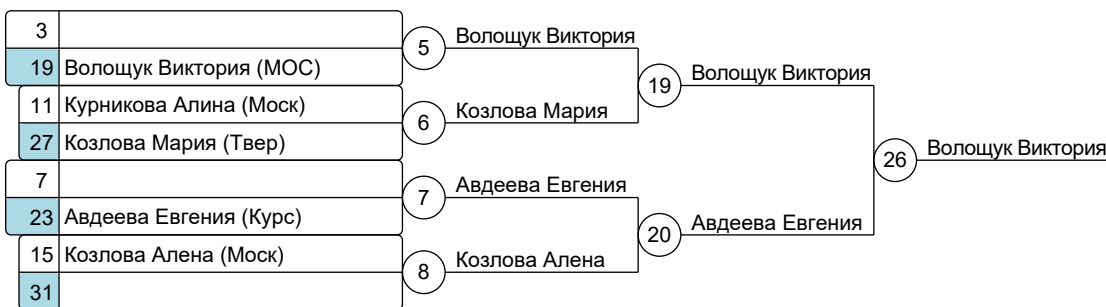 3
5
Волощук Виктория
19 Волощук Виктория (МОС)
19
Волощук Виктория
11 Курникова Алина (Моск)
6
Козлова Мария
27 Козлова Мария (Твер)
26
Волощук Виктория
7
7
Авдеева Евгения
23 Авдеева Евгения (Курс)
20
Авдеева Евгения
15 Козлова Алена (Моск)
8
Козлова Алена
31